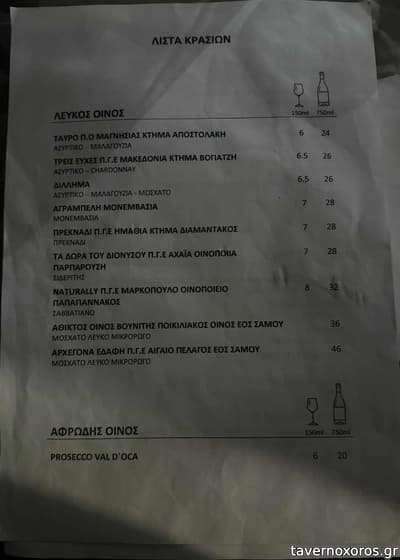 ΛΙΣΤΑ ΚΡΑΣΙΩΝ
ΛΕΥΚΟΣ ΟΙΝΟΣ
150ml 750ml
ΤΑΥΡΟ Π.Ο ΜΑΓΝΗΣΙΑΣ ΚΤΗΜΑ ΑΠΟΣΤΟΛΑΚΗ 6 24
ΑΣΥΡΤΙΚΟ – ΜΑΛΑΓΟΥΖΙΑ
ΤΡΕΙΣ ΕΥΧΕΣ Π.Γ.Ε ΜΑΚΕΔΟΝΙΑ ΚΤΗΜΑ ΒΟΓΙΑΤΖΗ 6.5 26
ΑΣΥΡΤΙΚΟ – CHARDONNAY
ΔΙΛΛΗΜΑ 6.5 26
ΑΣΥΡΤΙΚΟ – ΜΑΛΑΓΟΥΖΙΑ - ΜΟΣΧΑΤΟ
ΑΓΡΑΜΠΕΛΗ ΜΟΝΕΜΒΑΣΙΑ 7 28
ΜΟΝΕΜΒΑΣΙΑ
ΠΡΕΚΝΑΔΙ Π.Γ.Ε ΗΜΑΘΙΑ ΚΤΗΜΑ ΔΙΑΜΑΝΤΑΚΟΣ 7 28
ΠΡΕΚΝΑΔΙ
ΤΑ ΔΩΡΑ ΤΟΥ ΔΙΟΝΥΣΟΥ Π.Γ.Ε ΑΧΑΪΑ ΟΙΝΟΠΟΙΙΑ 7 28
ΠΑΡΠΑΡΟΥΣΗ
ΣΙΔΕΡΙΤΗΣ
NATURALLY Π.Γ.Ε ΜΑΡΚΟΠΟΥΛΟ ΟΙΝΟΠΟΙΕΙΟ 8 32
ΠΑΠΑΓΙΑΝΝΑΚΟΣ
ΣΑΒΒΑΤΙΑΝΟ
ΑΘΙΚΤΟΣ ΟΙΝΟΣ ΒΟΥΝΙΤΗΣ ΠΟΙΚΙΛΙΑΚΟΣ ΟΙΝΟΣ ΕΟΣ ΣΑΜΟΥ 36
ΜΟΣΧΑΤΟ ΛΕΥΚΟ ΜΙΚΡΟΡΩΓΟ
ΑΡΧΕΓΟΝΑ ΕΔΑΦΗ Π.Γ.Ε ΑΙΓΑΙΟ ΠΕΛΑΓΟΣ ΕΟΣ ΣΑΜΟΥ 46
ΜΟΣΧΑΤΟ ΛΕΥΚΟ ΜΙΚΡΟΡΩΓΟ
ΑΦΡΩΔΗΣ ΟΙΝΟΣ
150ml 750ml
PROSECCO VAL D'OCA 6 20
tavernoxoros.gr